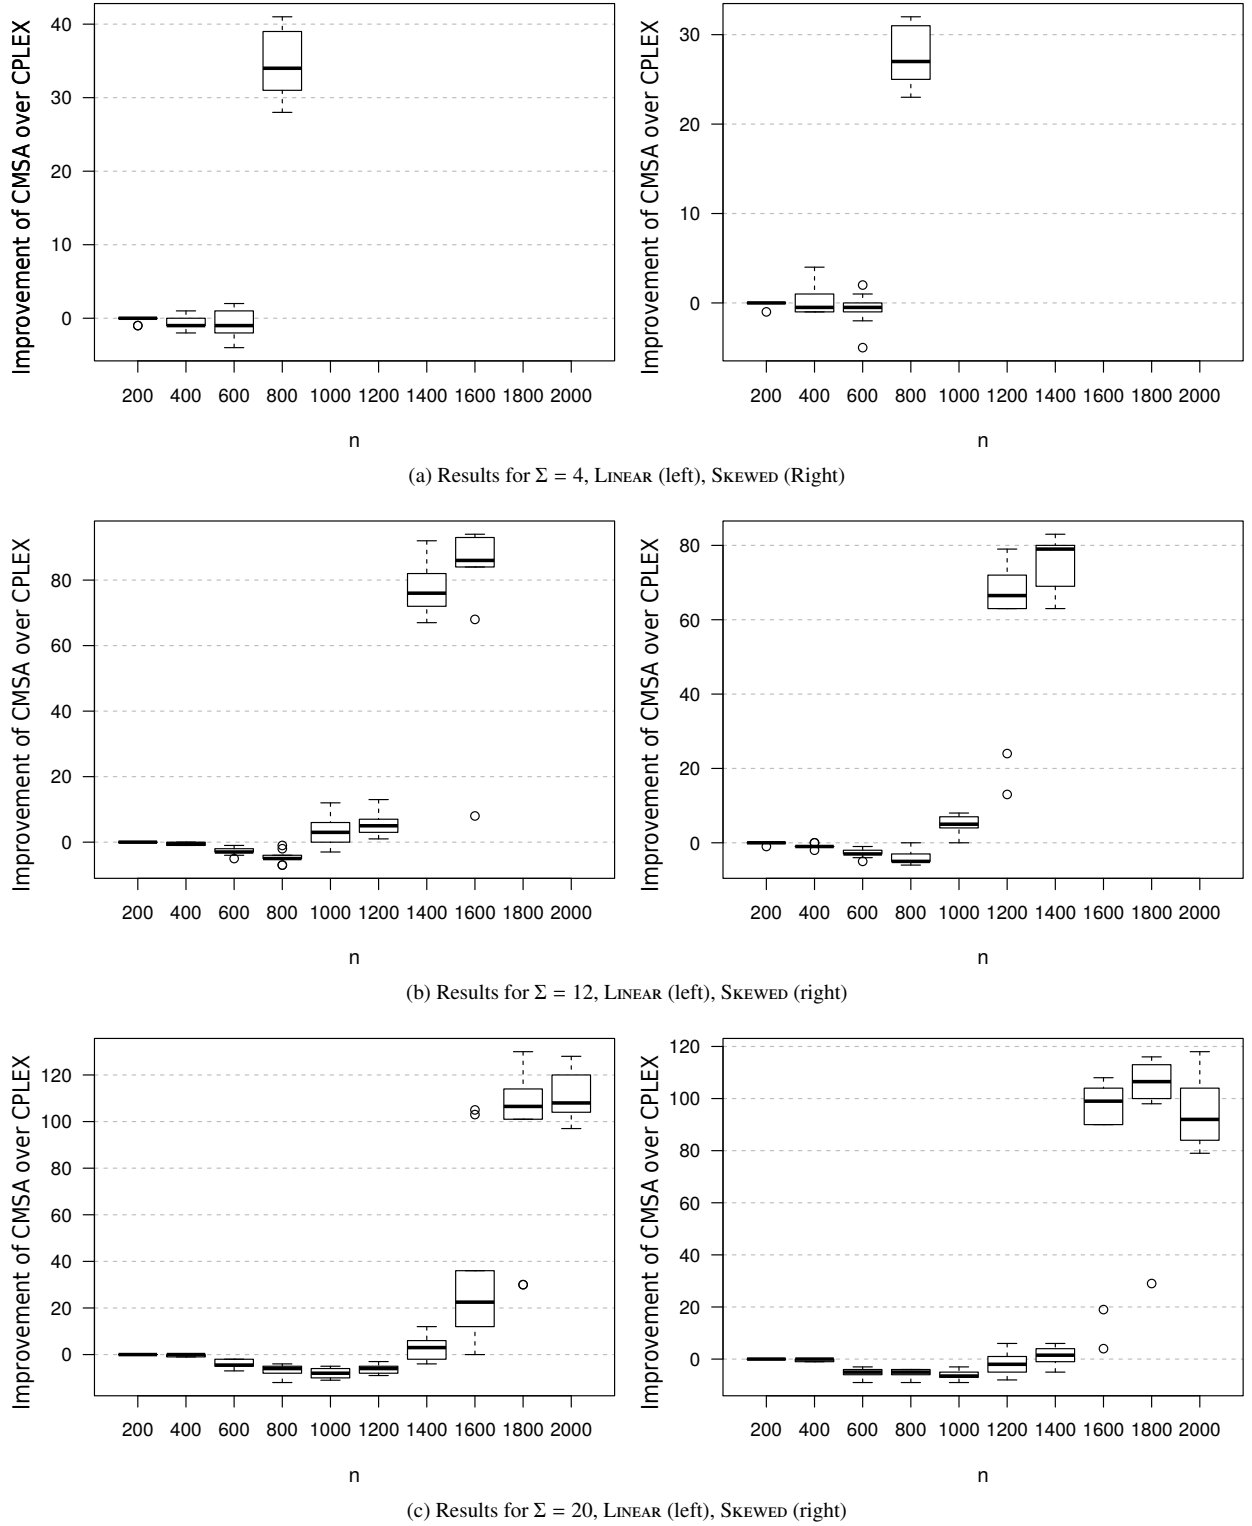 Improvement of CMSA over CPLEX
40
30
20
10
0
200 400 600 800 1000 1200 1400 1600 1800 2000
n
Improvement of CMSA over CPLEX
30
20
10
0
200 400 600 800 1000 1200 1400 1600 1800 2000
n
(a) Results for Σ = 4, Linear (left), Skewed (Right)
Improvement of CMSA over CPLEX
80
60
40
20
0
200 400 600 800 1000 1200 1400 1600 1800 2000
n
Improvement of CMSA over CPLEX
80
60
40
20
0
200 400 600 800 1000 1200 1400 1600 1800 2000
n
(b) Results for Σ = 12, Linear (left), Skewed (right)
Improvement of CMSA over CPLEX
120
100
80
60
40
20
0
200 400 600 800 1000 1200 1400 1600 1800 2000
n
Improvement of CMSA over CPLEX
120
100
80
60
40
20
0
200 400 600 800 1000 1200 1400 1600 1800 2000
n
(c) Results for Σ = 20, Linear (left), Skewed (right)